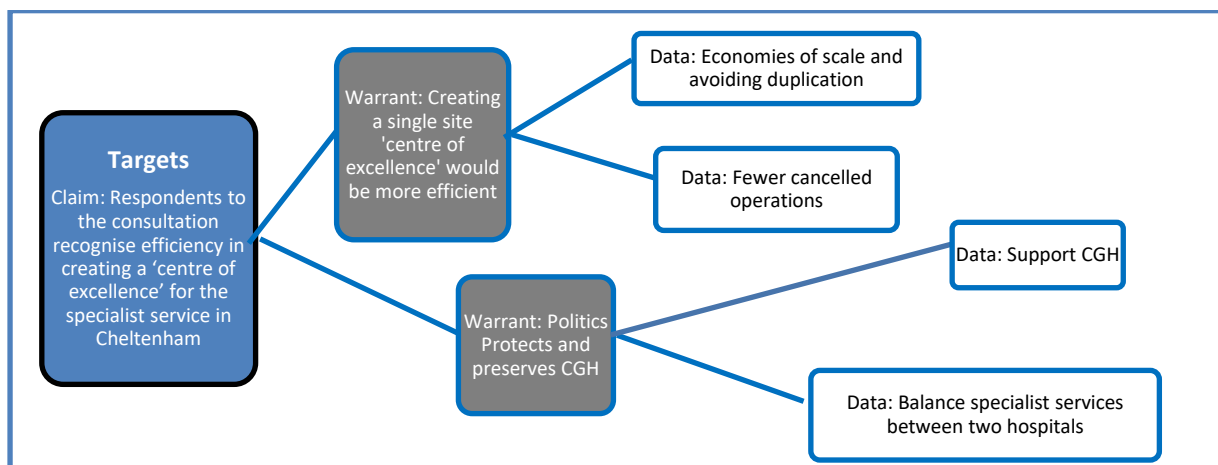 Targets
Claim: Respondents to
the consultation
recognise efficiency in
creating a ‘centre of
excellence’ for the
specialist service in
Cheltenham
Warrant: Creating
a single site
'centre of
excellence' would
be more efficient
Data: Economies of scale and
avoiding duplication
Data: Fewer cancelled
operations
Warrant: Politics
Protects and
preserves CGH
Data: Support CGH
Data: Balance specialist services
between two hospitals